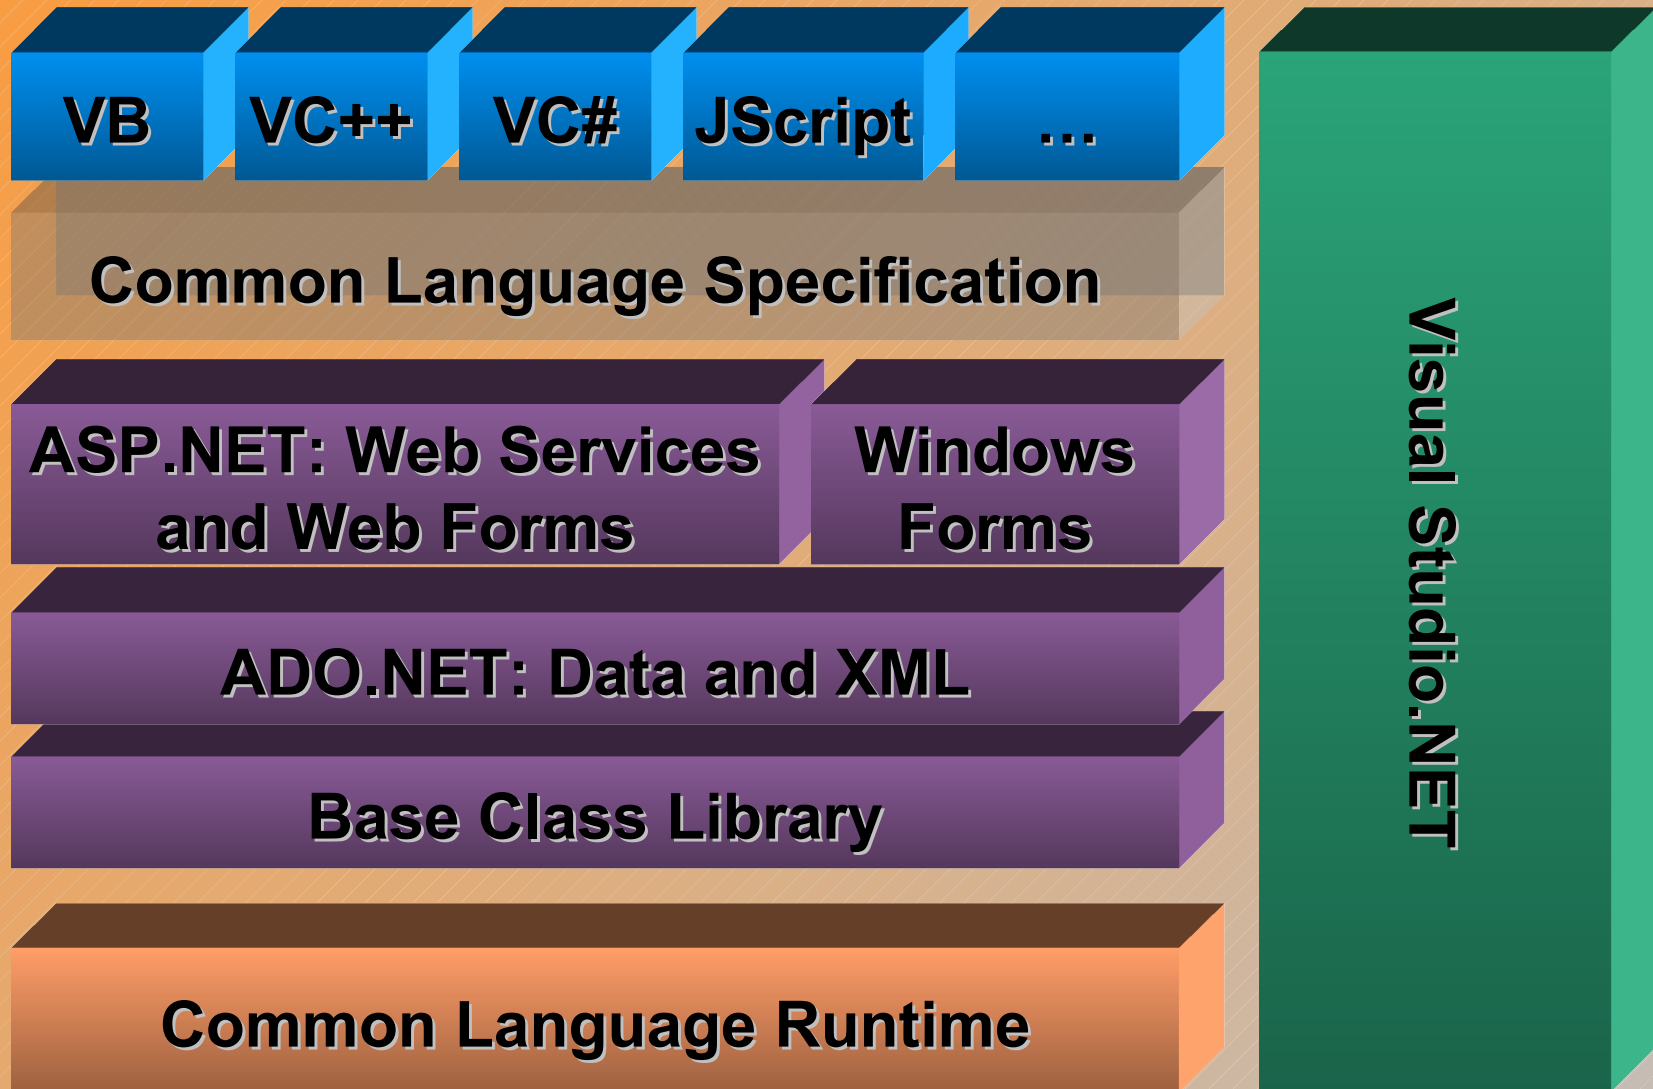 VB
VC++
VC#
JScript
…
Common Language Specification
ASP.NET: Web Services
and Web Forms
Windows
Forms
ADO.NET: Data and XML
Base Class Library
Common Language Runtime
Visual Studio.NET